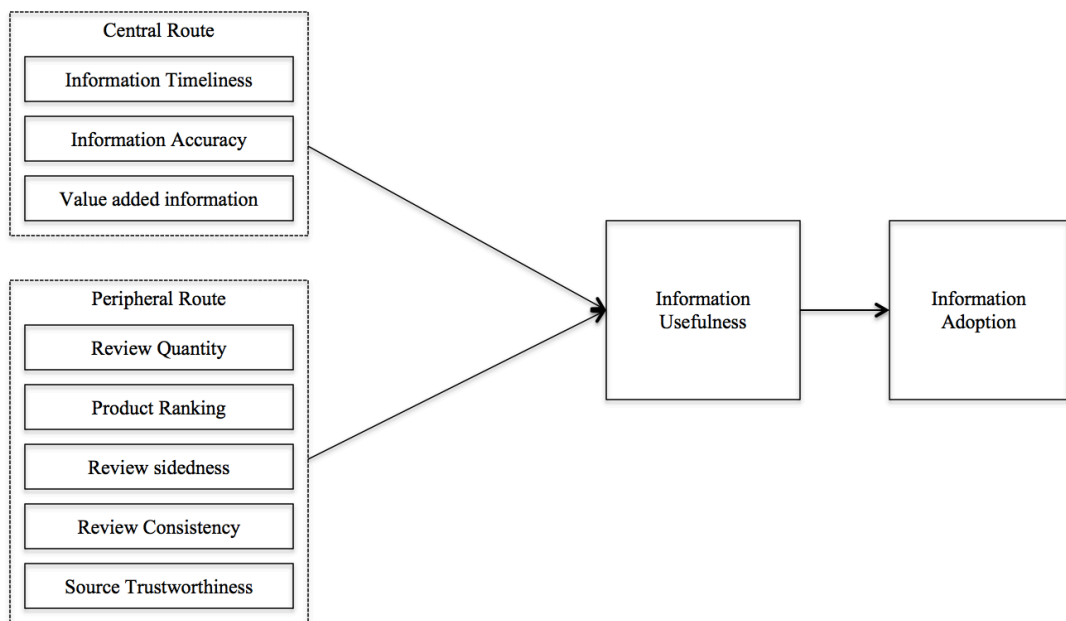 Central Route
Information Timeliness
Information Accuracy
Value added information
Peripheral Route
Review Quantity
Product Ranking
Review sidedness
Review Consistency
Source Trustworthiness
Information
Usefulness
Information
Adoption